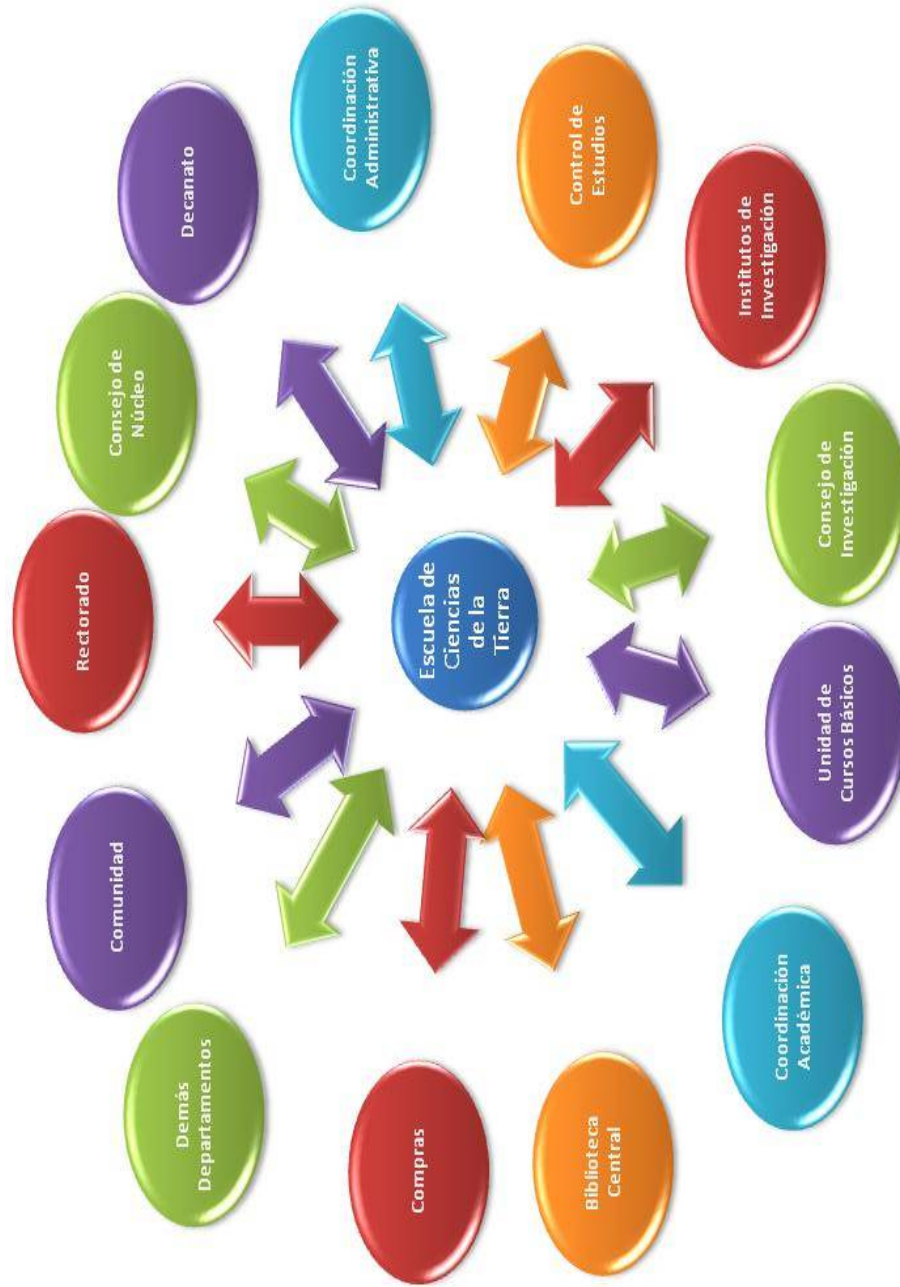 Rectorado
Consejo de
Núcleo
Decanato
Coordinación
Administrativa
Control de
Estudios
Institutos de
Investigación
Consejo de
Investigación
Unidad de
Cursos Básicos
Coordinación
Académica
Biblioteca
Central
Compras
Demás
Departamentos
Comunidad
Escuela de
Ciencias
de la
Tierra